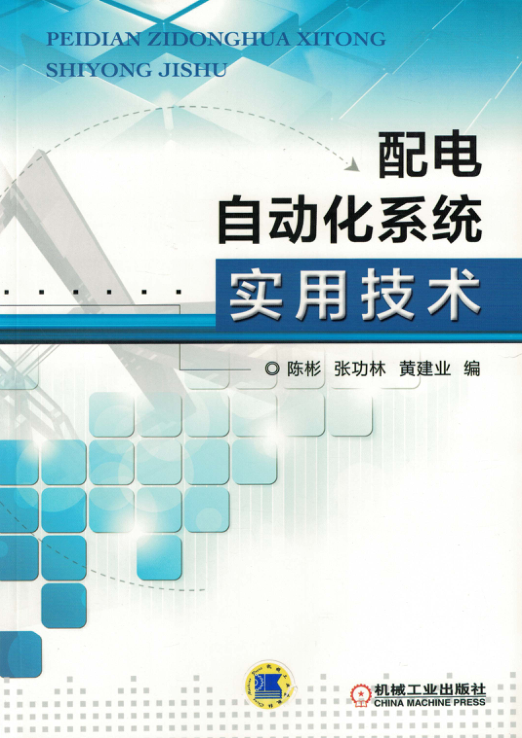 PEIDIAN ZIDONGHUA XITONG
SHIYONG JISHU
配电
自动化系统
实用技术
陈彬 张功林 黄建业 编
机械工业出版社
CHINA MACHINE PRESS